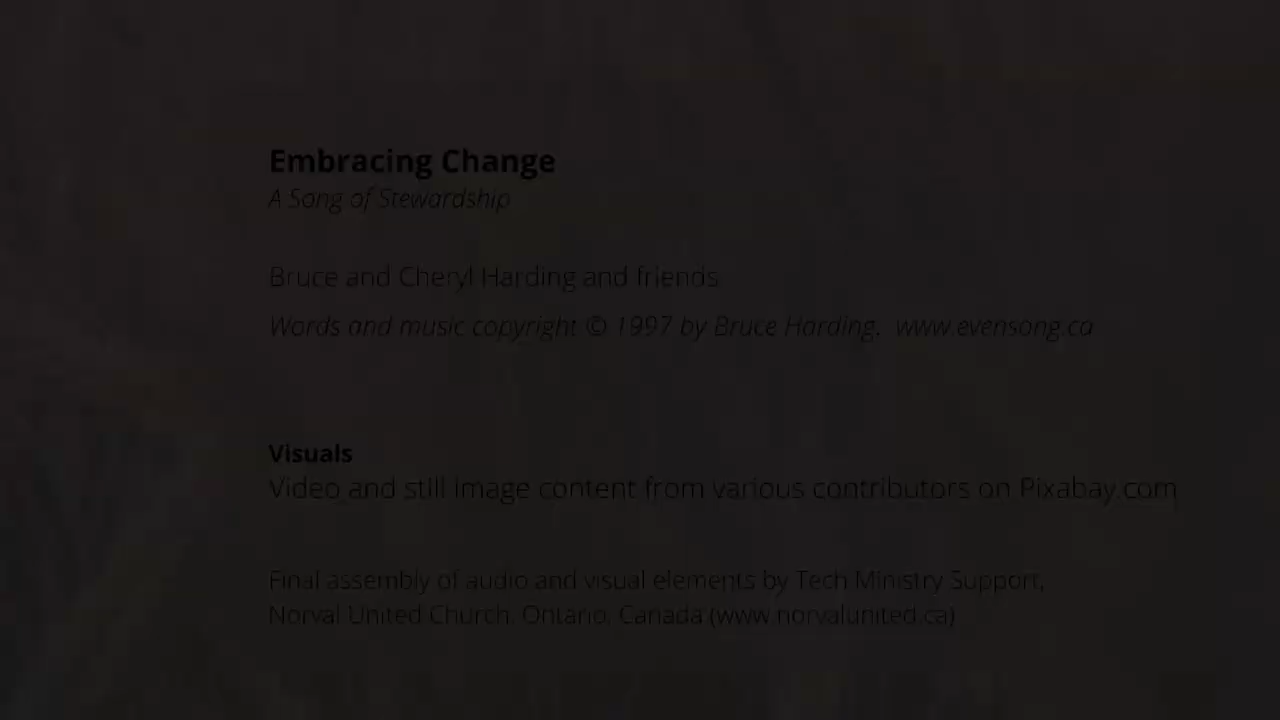 Embracing Change
A Song of Stewardship
Bruce and Cheryl Harding and friends
Words and music copyright © 1997 by Bruce Harding.  www.evensong.ca
Visuals
Video and still image content from various contributors on Pixabay.com
Final assembly of audio and visual elements by Tech Ministry Support,
Norval United Church, Ontario, Canada (www.norvalunited.ca)